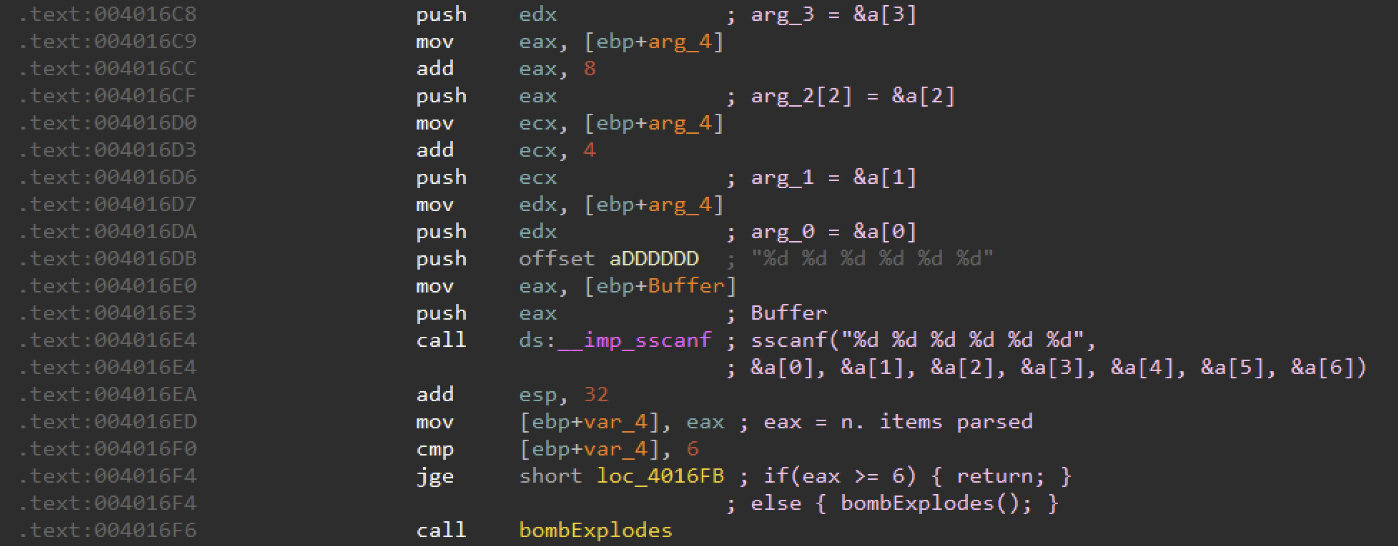 .text:004016C8 push edx ; arg_3 = &a[3]
.text:004016C9 mov eax, [ebp+arg_4]
.text:004016CC add eax, 8
.text:004016CF push eax ; arg_2[2] = &a[2]
.text:004016D0 mov ecx, [ebp+arg_4]
.text:004016D3 add ecx, 4
.text:004016D6 push ecx ; arg_1 = &a[1]
.text:004016D7 mov edx, [ebp+arg_4]
.text:004016DA push edx ; arg_0 = &a[0]
.text:004016DB push offset aDDDDDD ; "%d %d %d %d %d %d"
.text:004016E0 mov eax, [ebp+Buffer]
.text:004016E3 push eax ; Buffer
.text:004016E4 call ds:__imp_sscanf ; sscanf("%d %d %d %d %d %d",
.text:004016E4 ; &a[0], &a[1], &a[2], &a[3], &a[4], &a[5], &a[6])
.text:004016EA add esp, 32
.text:004016ED mov [ebp+var_4], eax ; eax = n. items parsed
.text:004016F0 cmp [ebp+var_4], 6
.text:004016F4 jge short loc_4016FB ; if(eax >= 6) { return; }
.text:004016F4 ; else { bombExplodes(); }
.text:004016F6 call bombExplodes